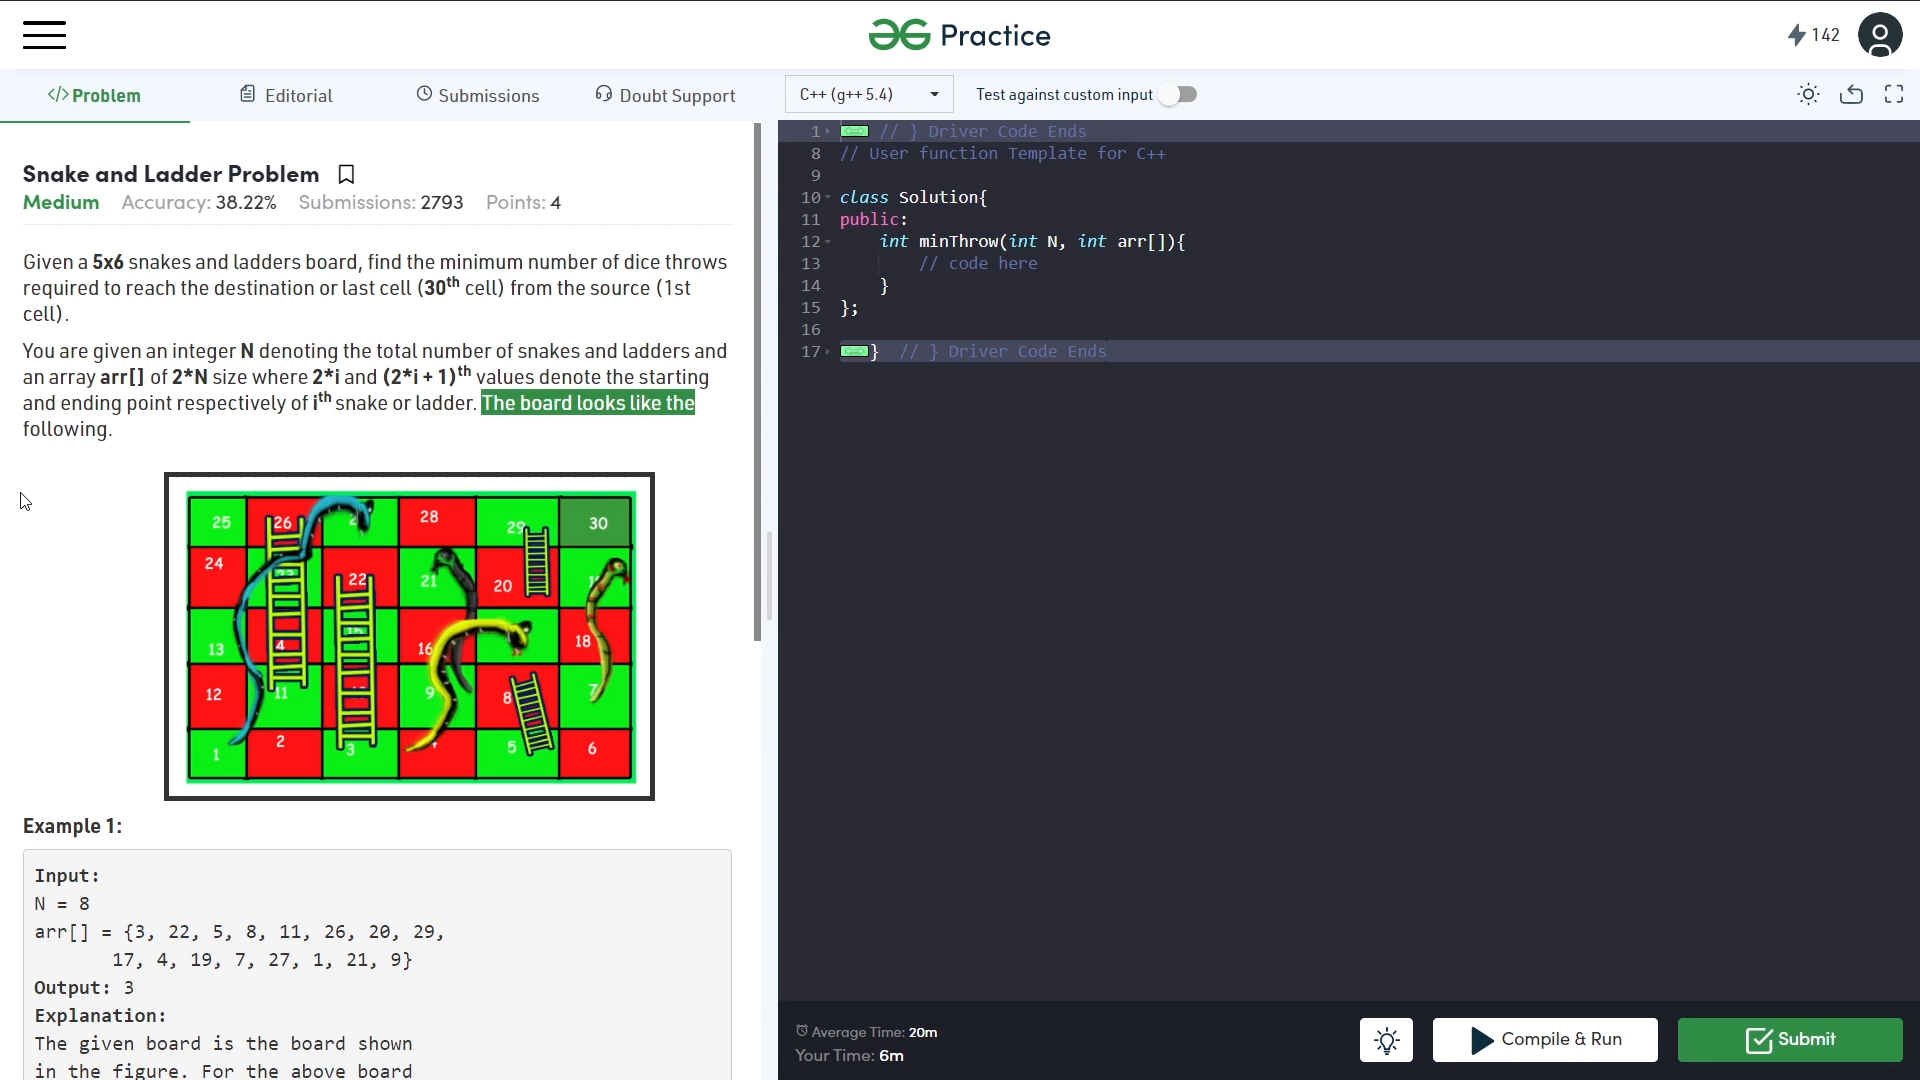 Practice
142
</>Problem
Editorial
Submissions
Doubt Support
C++ (g++ 5.4)
Test against custom input
Snake and Ladder Problem
Medium Accuracy: 38.22% Submissions: 2793 Points: 4
Given a 5x6 snakes and ladders board, find the minimum number of dice throws
required to reach the destination or last cell (30th cell) from the source (1st
cell).
You are given an integer N denoting the total number of snakes and ladders and
an array arr[] of 2*N size where 2*i and (2*i + 1)th values denote the starting
and ending point respectively of ith snake or ladder. The board looks like the
following.
25 26 28 29 30
24 22 21 20
13 4 16 18
12 11 9 8 7
1 2 3 5 6
Example 1:
Input:
N = 8
arr[] = {3, 22, 5, 8, 11, 26, 20, 29,
17, 4, 19, 7, 27, 1, 21, 9}
Output: 3
Explanation:
The given board is the board shown
in the figure. For the above board
1 // } Driver Code Ends
8 // User function Template for C++
9
10 class Solution{
11 public:
12 int minThrow(int N, int arr[]){
13 // code here
14 }
15 };
16
17 } // } Driver Code Ends
Average Time: 20m
Your Time: 6m
Compile & Run
Submit